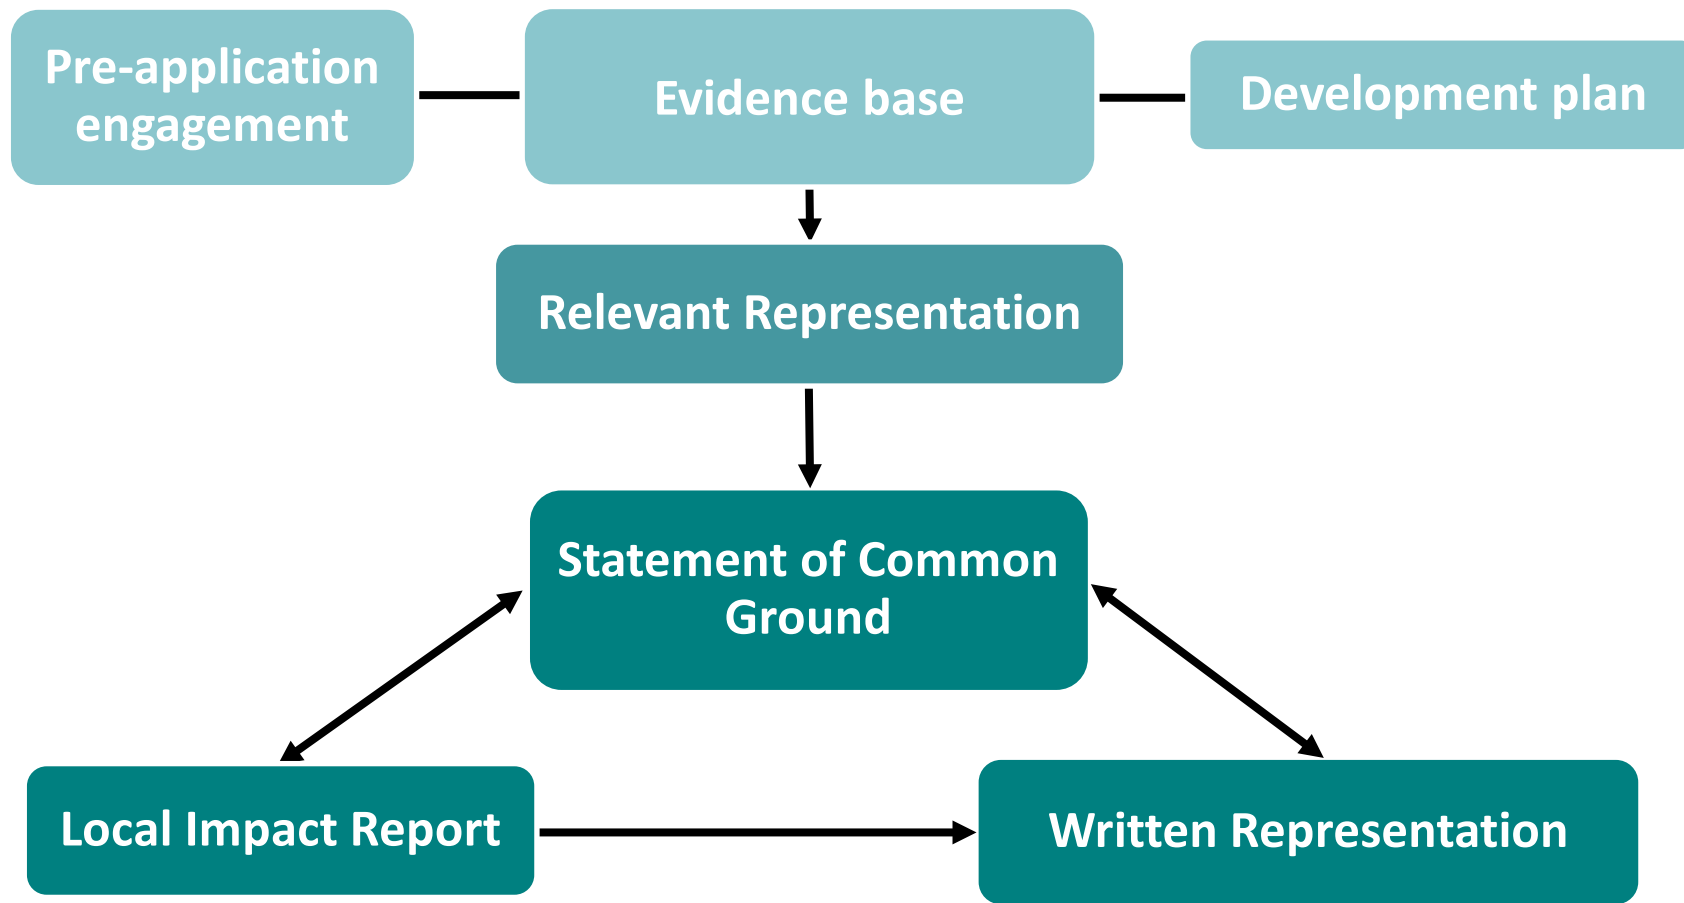 Pre-application
engagement
Evidence base
Development plan
Relevant Representation
Statement of Common
Ground
Local Impact Report
Written Representation